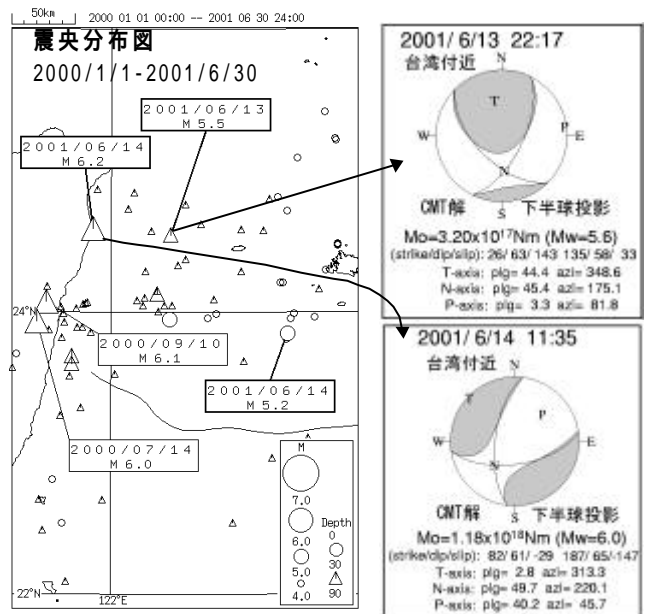 50km 2000 01 01 00:00 -- 2001 06 30 24:00
震央分布図
2000/1/1-2001/6/30
2001/06/13
M 5.5
2001/06/14
M 6.2
24°N
2000/09/10
M 6.1
2001/06/14
M 5.2
2000/07/14
M 6.0
M
7.0
6.0
5.0
4.0
Depth
0
30
90
22°N
122°E
2001/ 6/13 22:17
台湾付近
N
T
P
W
E
N
S
CMT解 下半球投影
Mo=3.20x10¹⁷Nm (Mw=5.6)
(strike/dip/slip): 26/ 63/ 143 135/ 58/ 33
T-axis: plg= 44.4 azi= 348.6
N-axis: plg= 45.4 azi= 175.1
P-axis: plg= 3.3 azi= 81.8
2001/ 6/14 11:35
台湾付近
N
T
P
W
E
N
S
CMT解 下半球投影
Mo=1.18x10¹⁸Nm (Mw=6.0)
(strike/dip/slip): 82/ 61/ -29 187/ 65/-147
T-axis: plg= 2.8 azi= 313.3
N-axis: plg= 49.7 azi= 220.1
P-axis: plg= 40.2 azi= 45.7